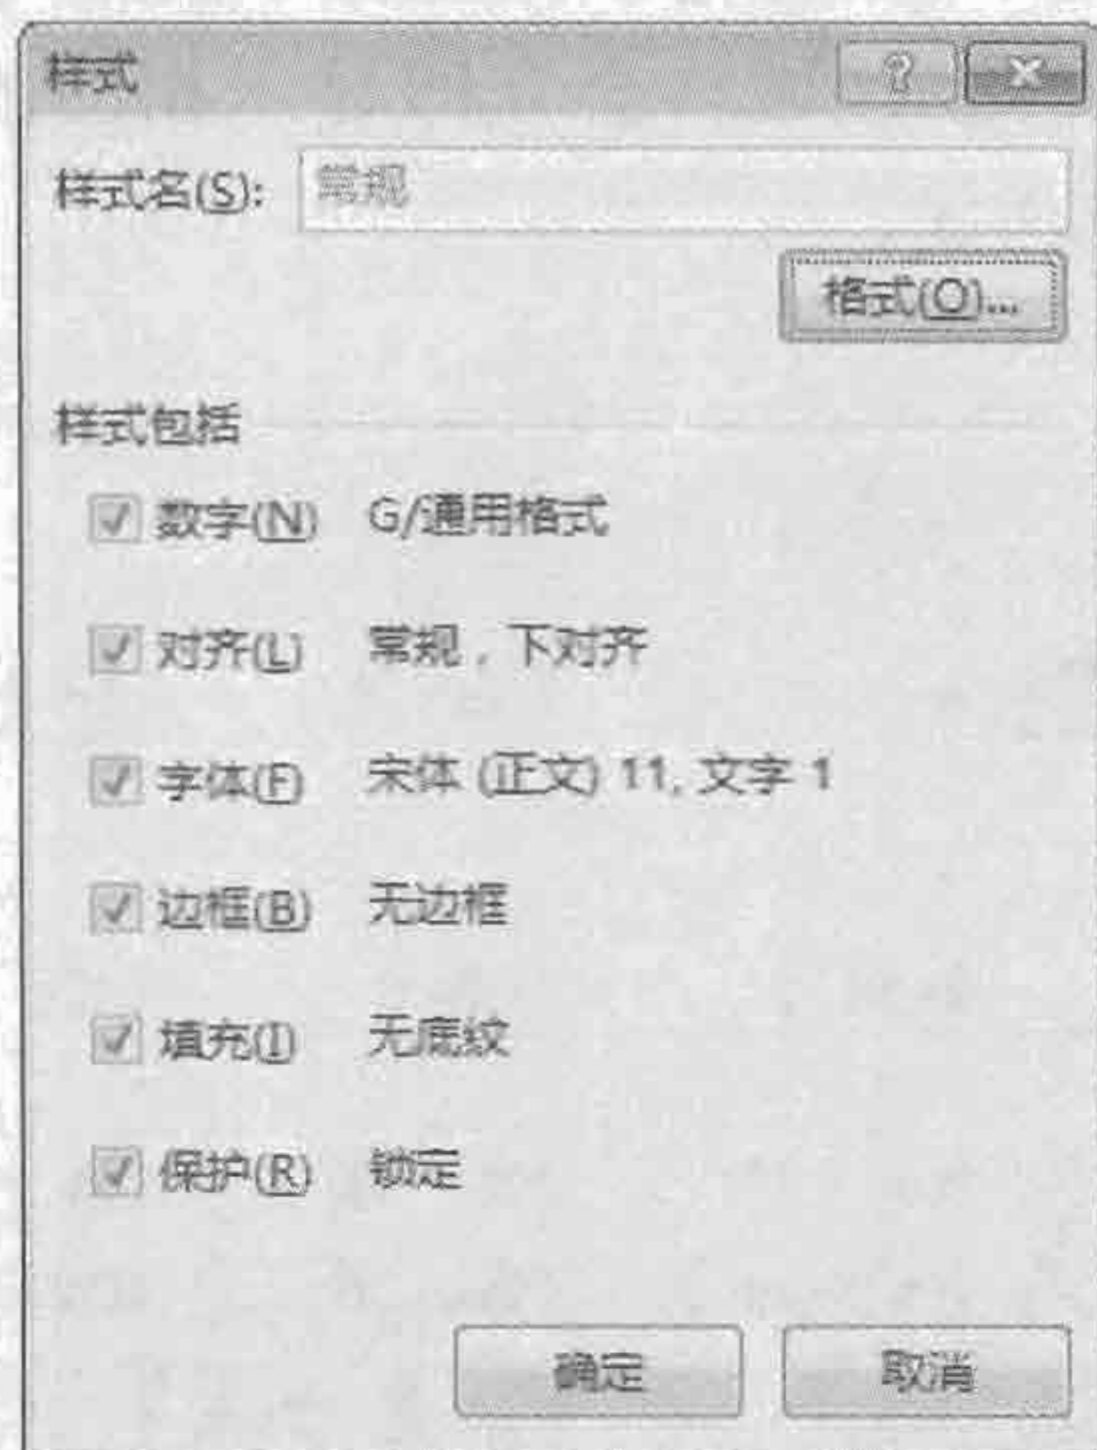 样式
样式名(S): 常规
格式(O)...
样式包括
数字(N) G/通用格式
对齐(L) 常规，下对齐
字体(F) 宋体 (正文) 11, 文字 1
边框(B) 无边框
填充(I) 无底纹
保护(R) 锁定
确定 取消